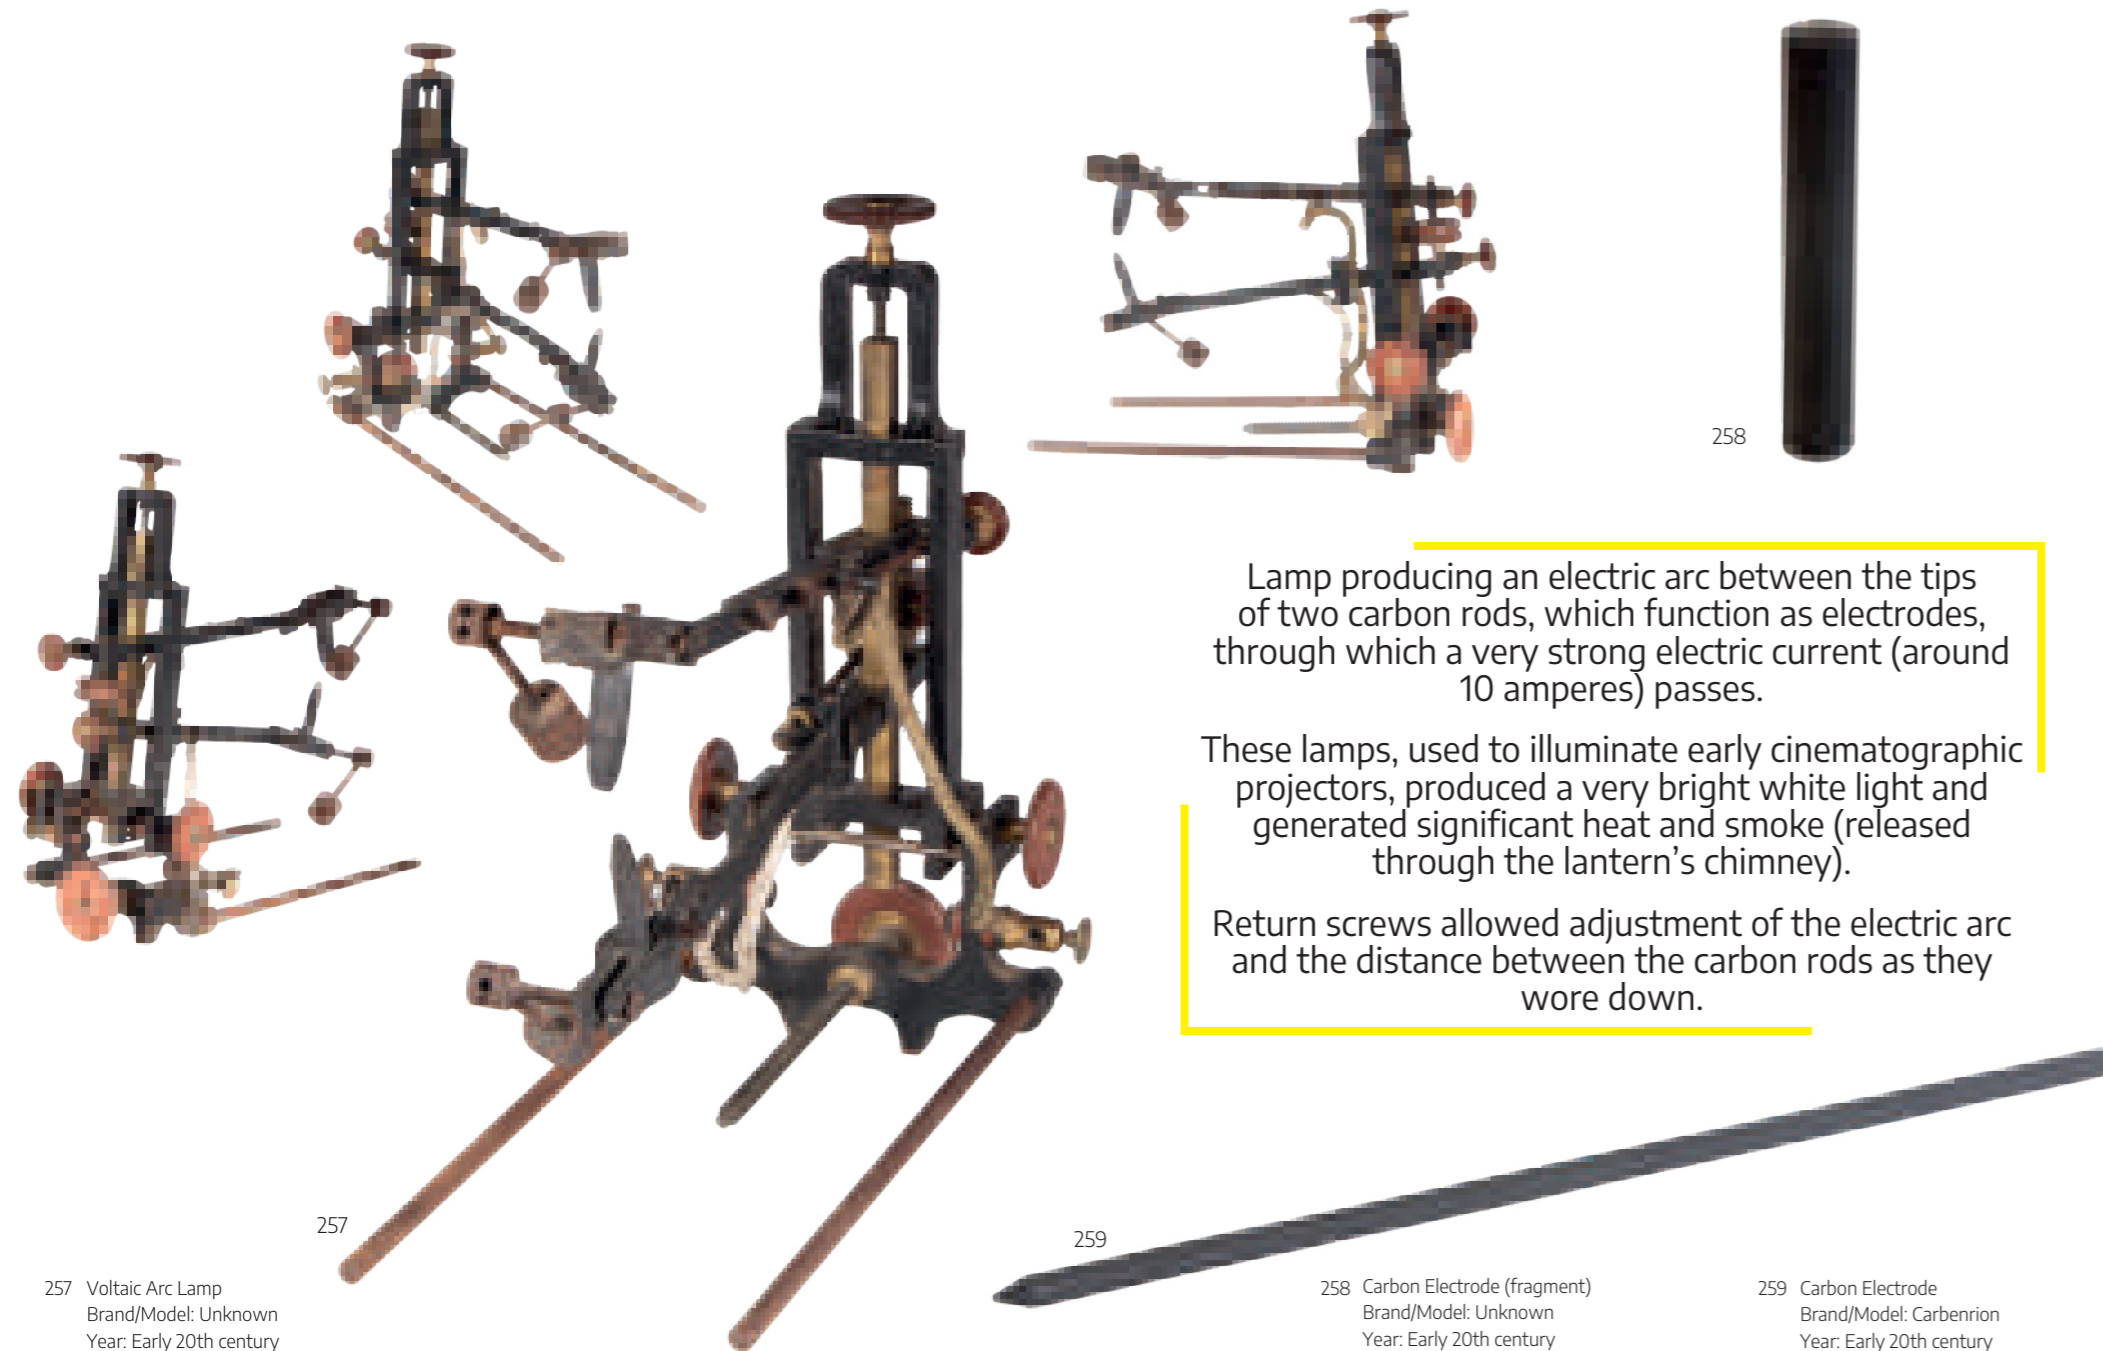 258
Lamp producing an electric arc between the tips
of two carbon rods, which function as electrodes,
through which a very strong electric current (around
10 amperes) passes.
These lamps, used to illuminate early cinematographic
projectors, produced a very bright white light and
generated significant heat and smoke (released
through the lantern's chimney).
Return screws allowed adjustment of the electric arc
and the distance between the carbon rods as they
wore down.
257
259
257 Voltaic Arc Lamp
Brand/Model: Unknown
Year: Early 20th century
258 Carbon Electrode (fragment)
Brand/Model: Unknown
Year: Early 20th century
259 Carbon Electrode
Brand/Model: Carbenrion
Year: Early 20th century